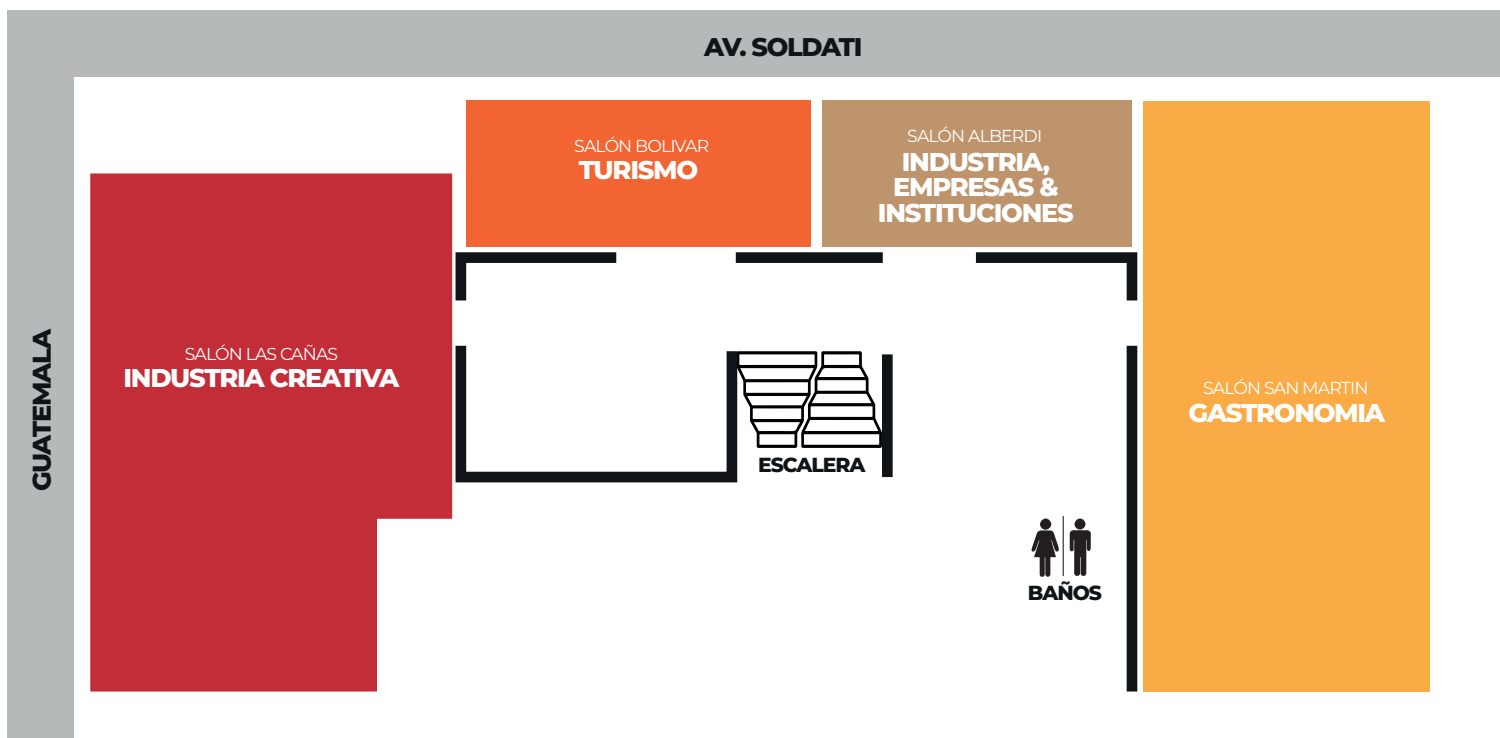 AV. SOLDATI
SALÓN BOLIVAR
TURISMO
SALÓN ALBERDI
INDUSTRIA,
EMPRESAS &
INSTITUCIONES
GUATEMALA
SALÓN LAS CAÑAS
INDUSTRIA CREATIVA
SALÓN SAN MARTIN
GASTRONOMIA
ESCALERA
BAÑOS